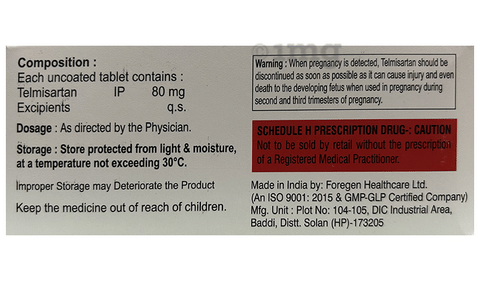 1mg
Composition :
Each uncoated tablet contains :
Telmisartan IP 80 mg
Excipients q.s.
Dosage : As directed by the Physician.
Storage : Store protected from light & moisture,
at a temperature not exceeding 30°C.
Improper Storage may Deteriorate the Product
Keep the medicine out of reach of children.
Warning : When pregnancy is detected, Telmisartan should be
discontinued as soon as possible as it can cause injury and even
death to the developing fetus when used in pregnancy during
second and third trimesters of pregnancy.
SCHEDULE H PRESCRIPTION DRUG-: CAUTION
Not to be sold by retail without the prescription
of a Registered Medical Practitioner.
Made in India by: Foregen Healthcare Ltd.
(An ISO 9001: 2015 & GMP-GLP Certified Company)
Mfg. Unit : Plot No: 104-105, DIC Industrial Area,
Baddi, Distt. Solan (HP)-173205